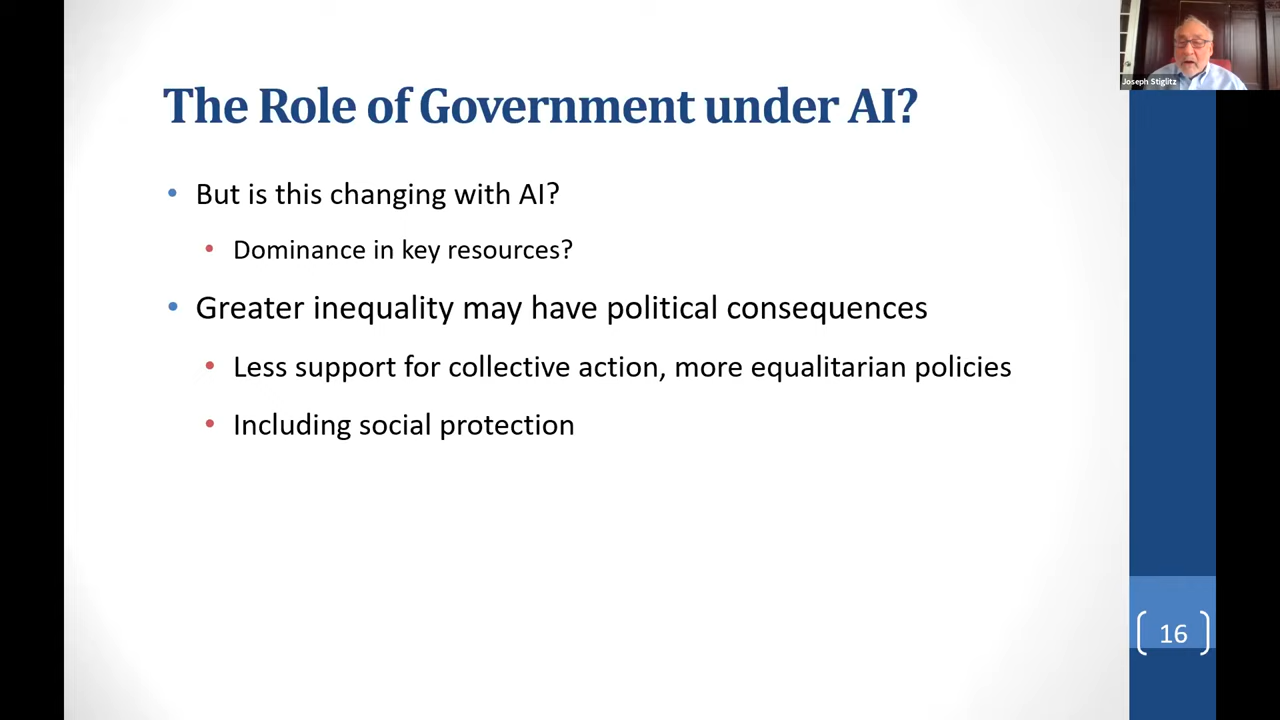 Joseph Stiglitz
The Role of Government under AI?
• But is this changing with AI?
• Dominance in key resources?
• Greater inequality may have political consequences
• Less support for collective action, more equalitarian policies
• Including social protection
16